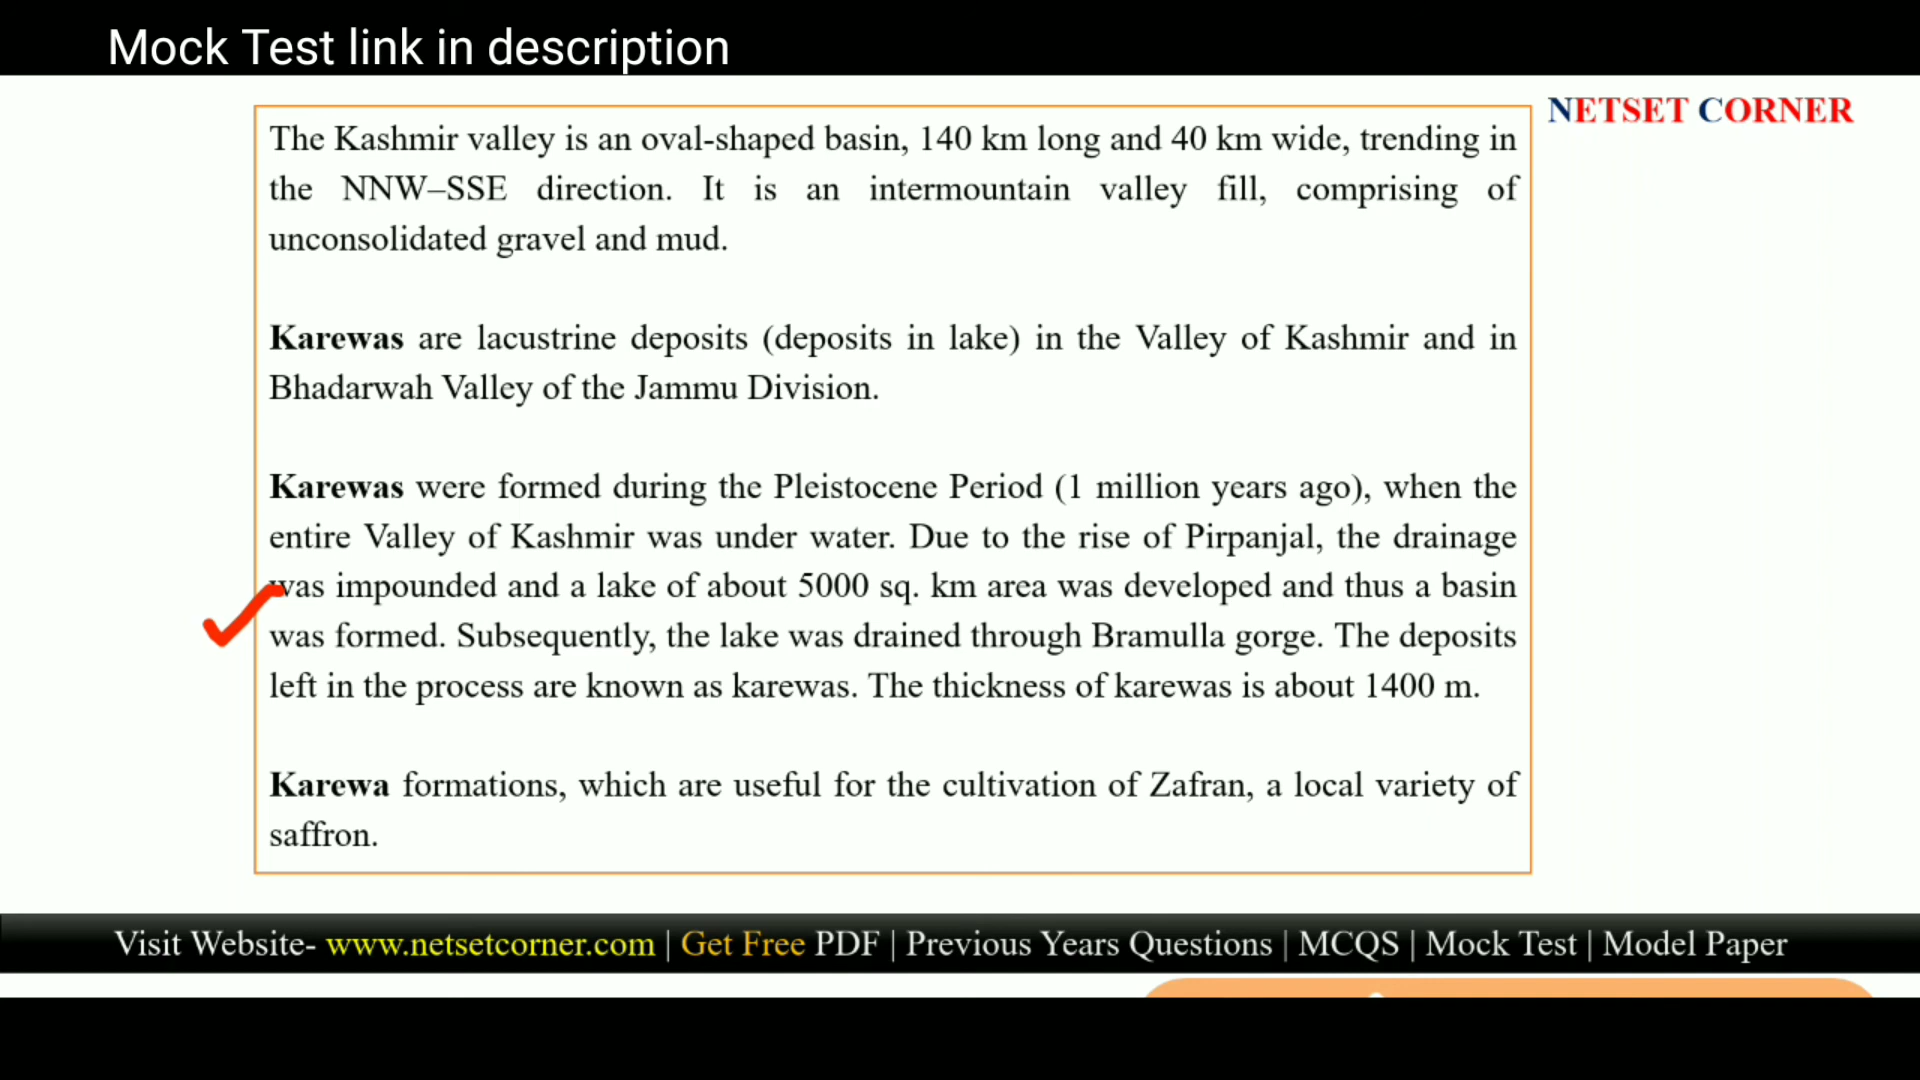 Mock Test link in description
NETSET CORNER
The Kashmir valley is an oval-shaped basin, 140 km long and 40 km wide, trending in
the NNW–SSE direction. It is an intermountain valley fill, comprising of
unconsolidated gravel and mud.
Karewas are lacustrine deposits (deposits in lake) in the Valley of Kashmir and in
Bhadarwah Valley of the Jammu Division.
Karewas were formed during the Pleistocene Period (1 million years ago), when the
entire Valley of Kashmir was under water. Due to the rise of Pirpanjal, the drainage
was impounded and a lake of about 5000 sq. km area was developed and thus a basin
was formed. Subsequently, the lake was drained through Bramulla gorge. The deposits
left in the process are known as karewas. The thickness of karewas is about 1400 m.
Karewa formations, which are useful for the cultivation of Zafran, a local variety of
saffron.
Visit Website- www.netsetcorner.com | Get Free PDF | Previous Years Questions | MCQS | Mock Test | Model Paper